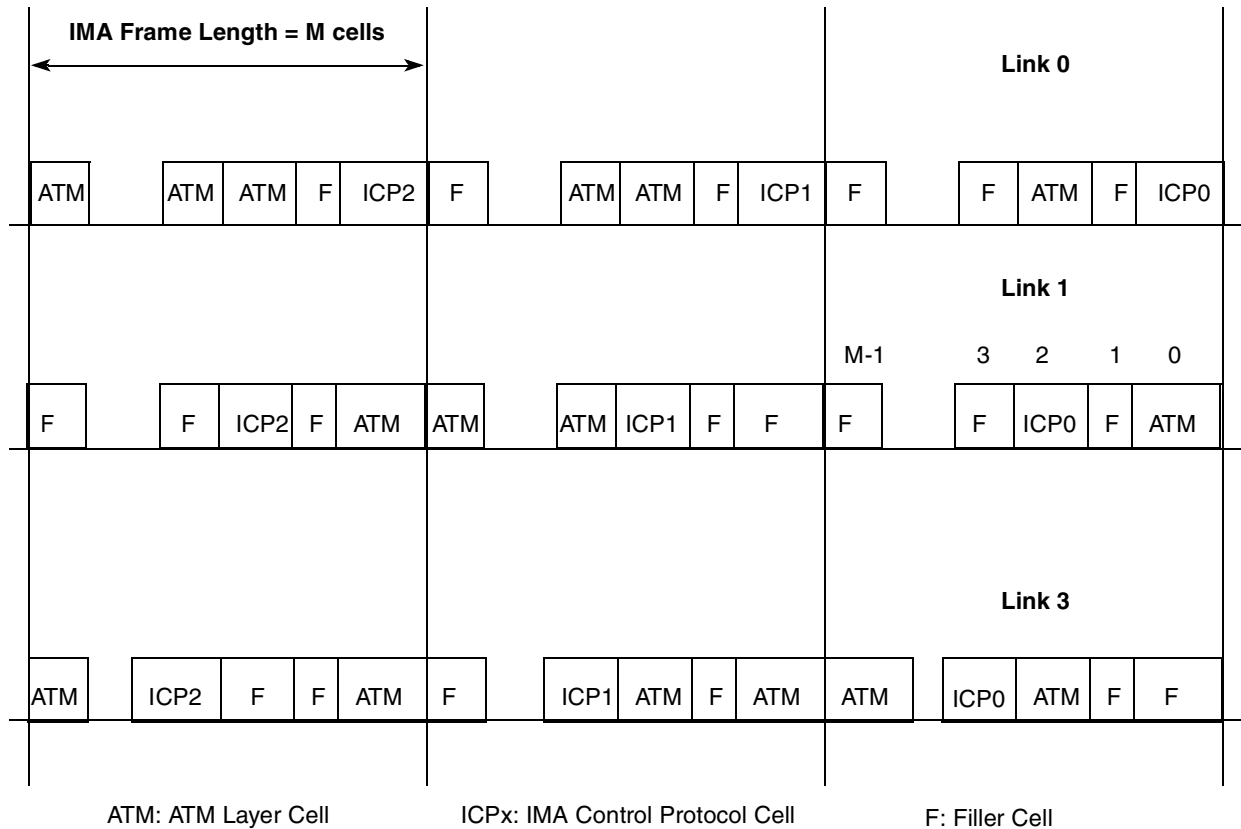 IMA Frame Length = M cells
Link 0
ATM ATM ATM F ICP2 F ATM ATM F ICP1 F F ATM F ICP0
Link 1
M-1 3 2 1 0
F F ICP2 F ATM ATM ATM ICP1 F F F F ICP0 F ATM
Link 3
ATM ICP2 F F ATM F ICP1 ATM F ATM ATM ICP0 ATM F F
ATM: ATM Layer Cell ICPx: IMA Control Protocol Cell F: Filler Cell